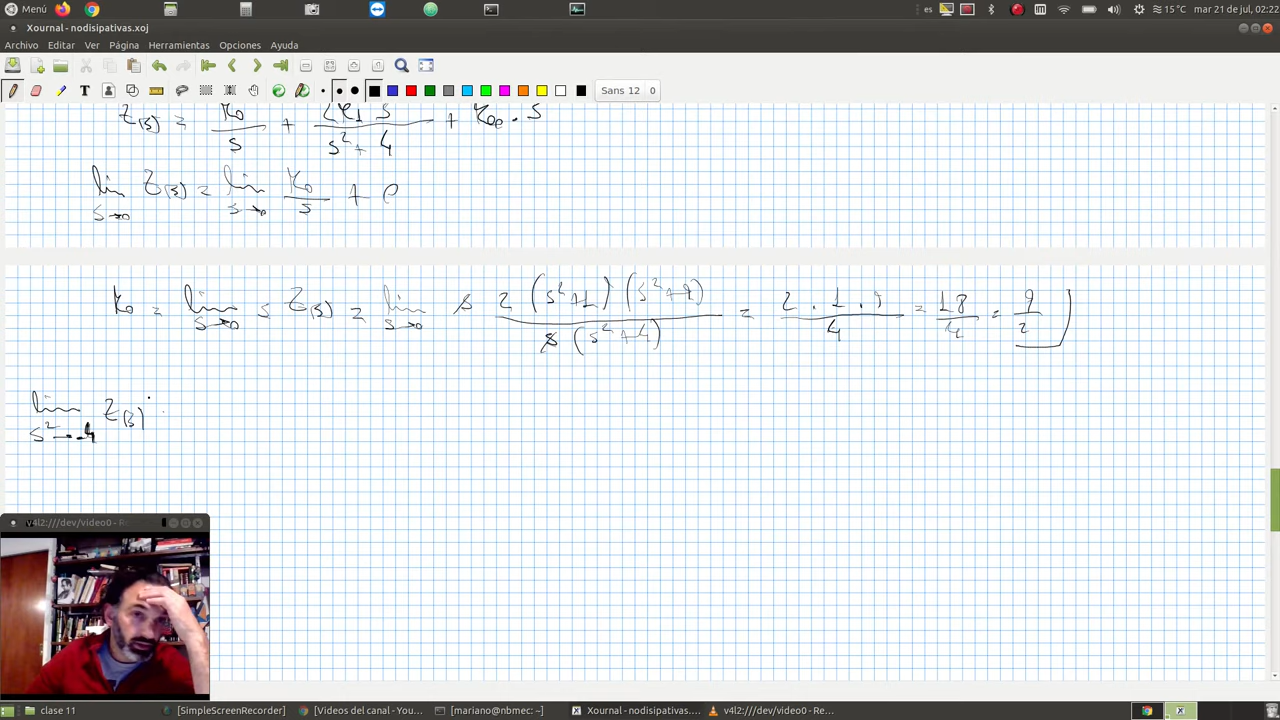 Menú
es
15 °C
mar 21 de jul, 02:22
Xournal - nodisipativas.xoj
Archivo Editar Ver Página Herramientas Opciones Ayuda
Sans 12 0
Z(s) = K₀/s + 2K₁s/(s²+4) + K∞ . s
lim s→0 Z(s) = lim s→0 K₀/s + 0
K₀ = lim s→0 s Z(s) = lim s→0 s 2 (s²+1) (s²+9) / s (s²+4) = 2 . 1 . 9 / 4 = 18/4 = 9/2
lim s²→-4 Z(s)
v4l2:///dev/video0 - Re
clase 11
[SimpleScreenRecorder]
[Videos del canal - You...
[mariano@nbmec: ~]
Xournal - nodisipativas....
v4l2:///dev/video0 - Re...